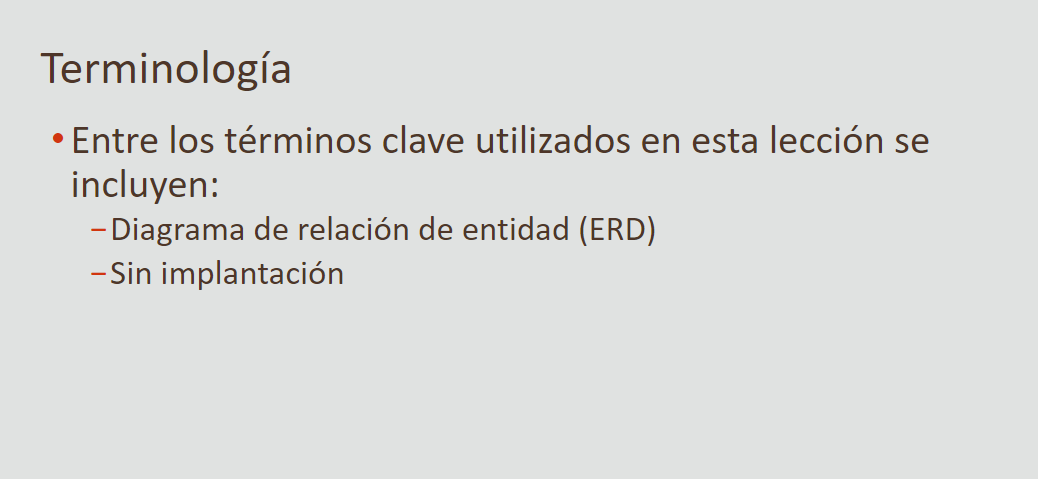 Terminología
• Entre los términos clave utilizados en esta lección se
incluyen:
–Diagrama de relación de entidad (ERD)
–Sin implantación